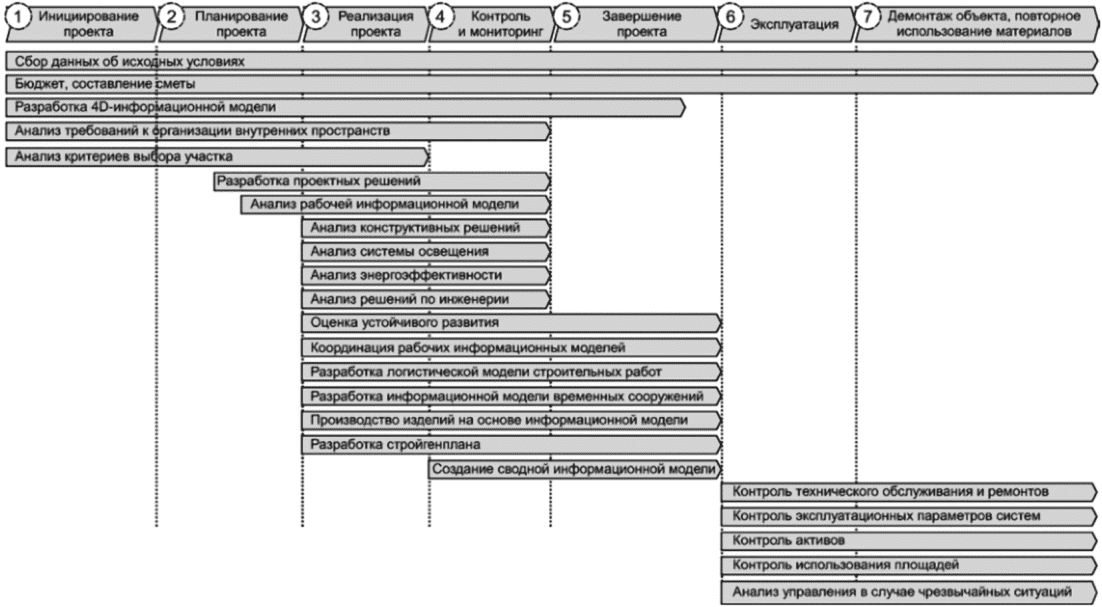 1 Инициирование
проекта
2 Планирование
проекта
3 Реализация
проекта
4 Контроль
и мониторинг
5 Завершение
проекта
6 Эксплуатация
7 Демонтаж объекта, повторное
использование материалов
Сбор данных об исходных условиях
Бюджет, составление сметы
Разработка 4D-информационной модели
Анализ требований к организации внутренних пространств
Анализ критериев выбора участка
Разработка проектных решений
Анализ рабочей информационной модели
Анализ конструктивных решений
Анализ системы освещения
Анализ энергоэффективности
Анализ решений по инженерии
Оценка устойчивого развития
Координация рабочих информационных моделей
Разработка логистической модели строительных работ
Разработка информационной модели временных сооружений
Производство изделий на основе информационной модели
Разработка стройгенплана
Создание сводной информационной модели
Контроль технического обслуживания и ремонтов
Контроль эксплуатационных параметров систем
Контроль активов
Контроль использования площадей
Анализ управления в случае чрезвычайных ситуаций